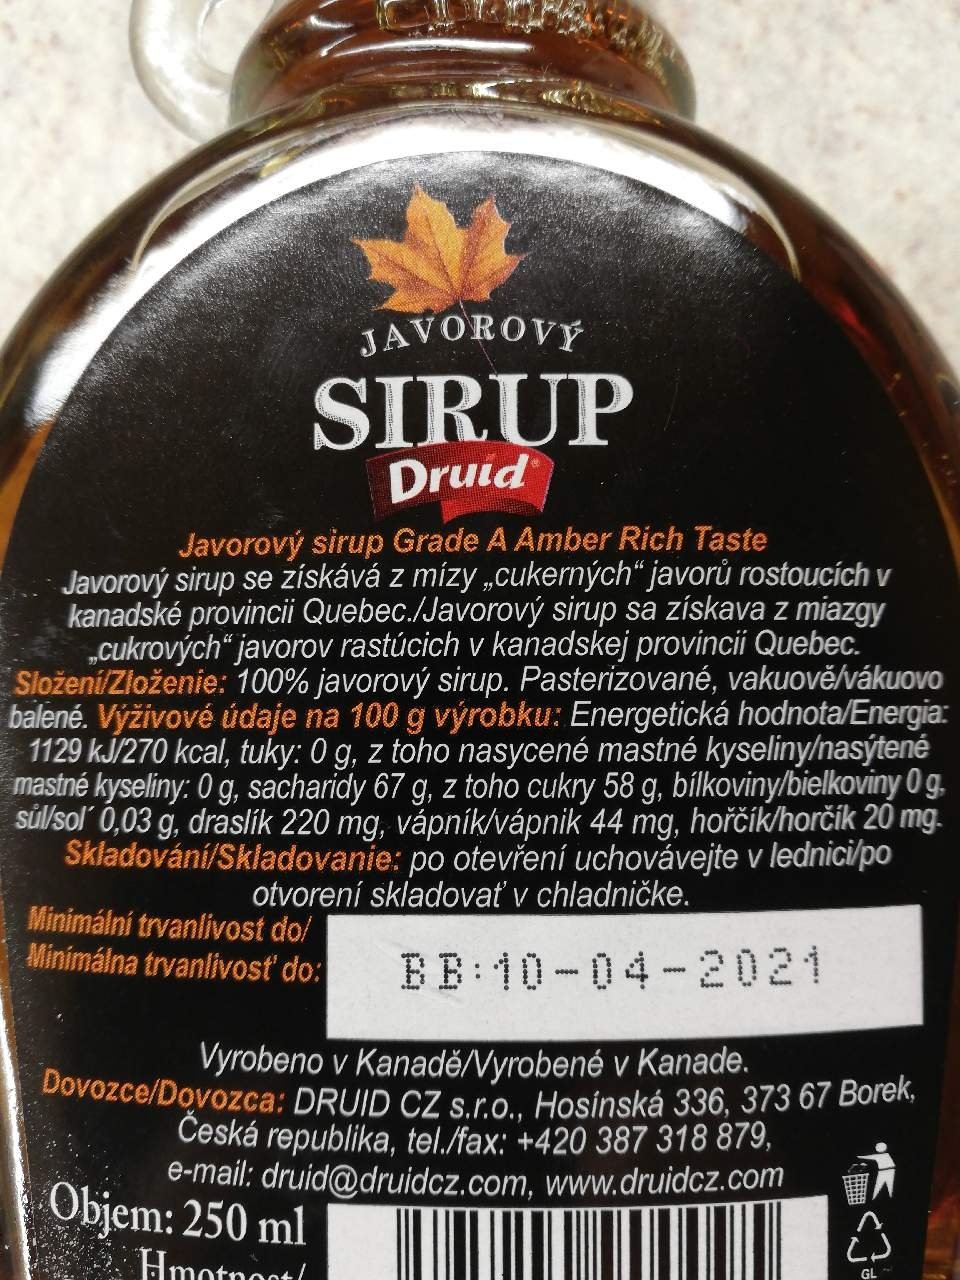 JAVOROVÝ
SIRUP
Druid®
Javorový sirup Grade A Amber Rich Taste
Javorový sirup se získává z mízy „cukerných“ javorů rostoucích v
kanadské provincii Quebec./Javorový sirup sa získava z miazgy
„cukrových“ javorov rastúcich v kanadskej provincii Quebec.
Složení/Zloženie: 100% javorový sirup. Pasterizované, vakuově/vákuovo
balené. Výživové údaje na 100 g výrobku: Energetická hodnota/Energia:
1129 kJ/270 kcal, tuky: 0 g, z toho nasycené mastné kyseliny/nasýtené
mastné kyseliny: 0 g, sacharidy 67 g, z toho cukry 58 g, bílkoviny/bielkoviny 0 g,
sůl/sol´ 0,03 g, draslík 220 mg, vápník/vápnik 44 mg, hořčík/horčík 20 mg.
Skladování/Skladovanie: po otevření uchovávejte v lednici/po
otvorení skladovať v chladničke.
Minimální trvanlivost do/
Minimálna trvanlivosť do:
BB:10-04-2021
Vyrobeno v Kanadě/Vyrobené v Kanade.
Dovozce/Dovozca: DRUID CZ s.r.o., Hosínská 336, 373 67 Borek,
Česká republika, tel./fax: +420 387 318 879,
e-mail: druid@druidcz.com, www.druidcz.com
Objem: 250 ml
Hmotnost/
GL